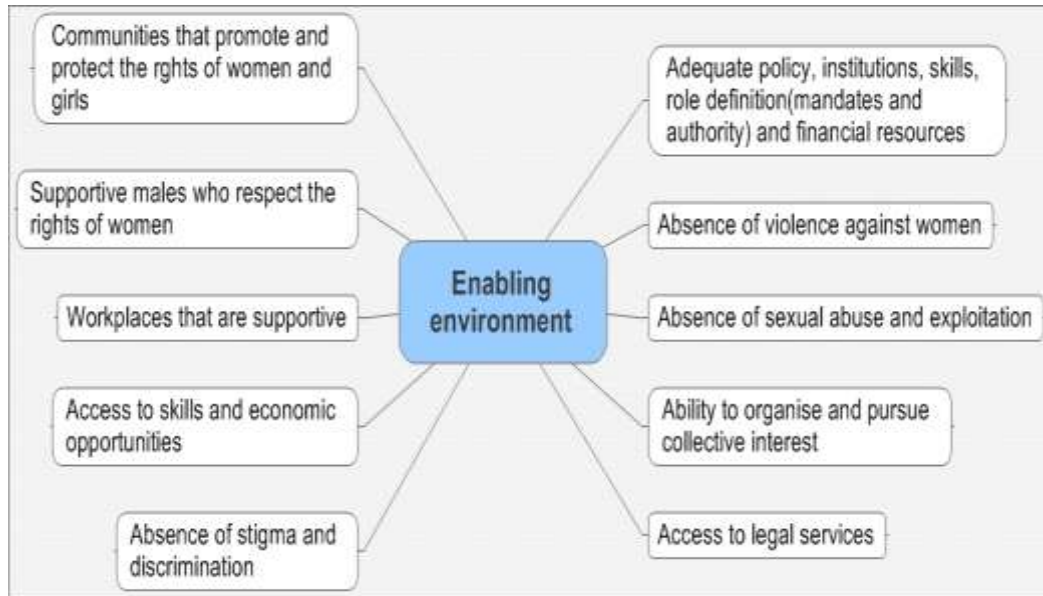 Communities that promote and
protect the rghts of women and
girls
Supportive males who respect the
rights of women
Workplaces that are supportive
Access to skills and economic
opportunities
Absence of stigma and
discrimination
Enabling
environment
Adequate policy, institutions, skills,
role definition(mandates and
authority) and financial resources
Absence of violence against women
Absence of sexual abuse and exploitation
Ability to organise and pursue
collective interest
Access to legal services